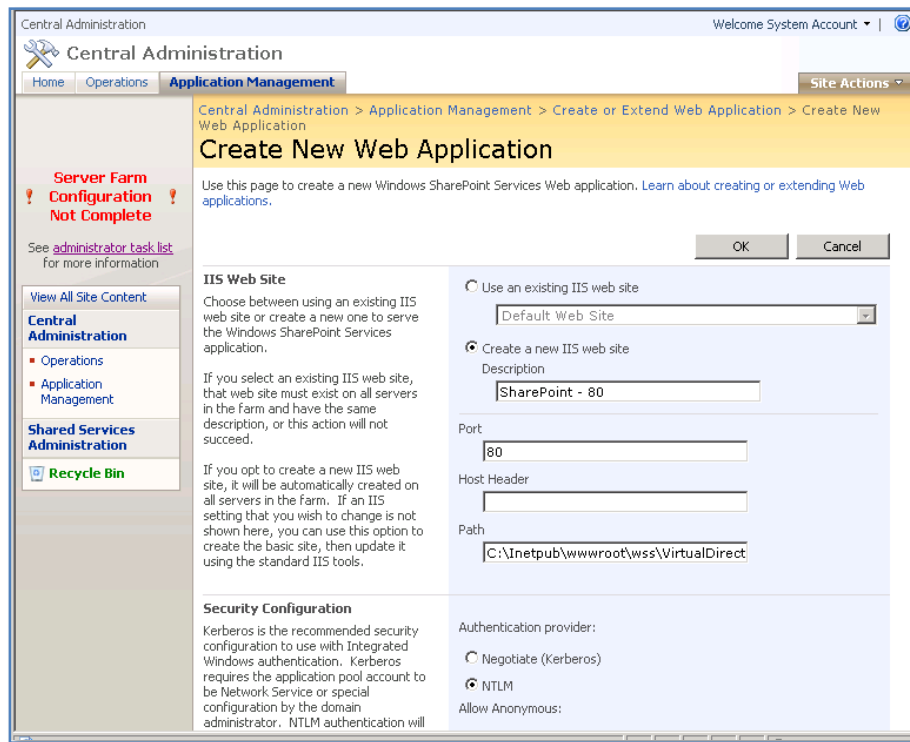 Central Administration
Welcome System Account
Central Administration
Home
Operations
Application Management
Site Actions
Central Administration > Application Management > Create or Extend Web Application > Create New
Web Application
Create New Web Application
Server Farm
! Configuration !
Not Complete
See administrator task list
for more information
View All Site Content
Central
Administration
Operations
Application
Management
Shared Services
Administration
Recycle Bin
Use this page to create a new Windows SharePoint Services Web application. Learn about creating or extending Web
applications.
OK
Cancel
IIS Web Site
Choose between using an existing IIS
web site or create a new one to serve
the Windows SharePoint Services
application.
If you select an existing IIS web site,
that web site must exist on all servers
in the farm and have the same
description, or this action will not
succeed.
If you opt to create a new IIS web
site, it will be automatically created on
all servers in the farm. If an IIS
setting that you wish to change is not
shown here, you can use this option to
create the basic site, then update it
using the standard IIS tools.
Use an existing IIS web site
Default Web Site
Create a new IIS web site
Description
SharePoint - 80
Port
80
Host Header
Path
C:\Inetpub\wwwroot\wss\VirtualDirect
Security Configuration
Kerberos is the recommended security
configuration to use with Integrated
Windows authentication. Kerberos
requires the application pool account to
be Network Service or special
configuration by the domain
administrator. NTLM authentication will
Authentication provider:
Negotiate (Kerberos)
NTLM
Allow Anonymous: